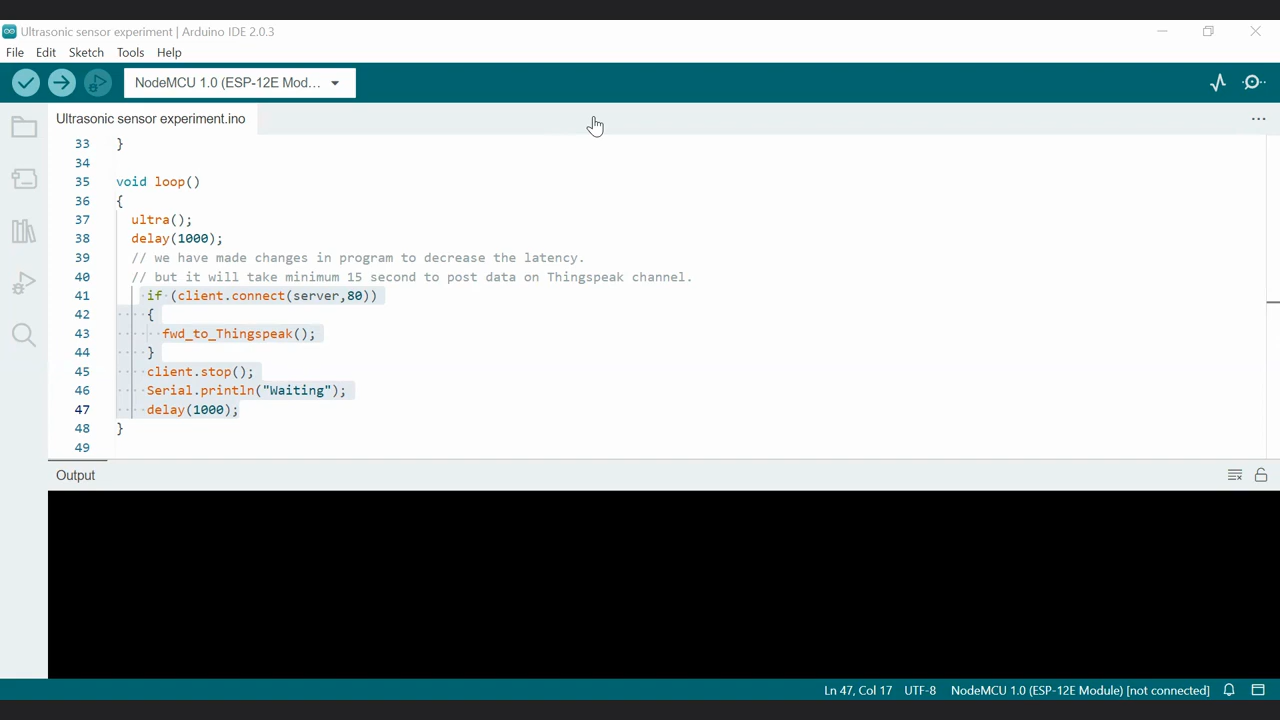 Ultrasonic sensor experiment | Arduino IDE 2.0.3
File Edit Sketch Tools Help
NodeMCU 1.0 (ESP-12E Mod...
Ultrasonic sensor experiment.ino
33 }
34
35 void loop()
36 {
37 ultra();
38 delay(1000);
39 // we have made changes in program to decrease the latency.
40 // but it will take minimum 15 second to post data on Thingspeak channel.
41 if (client.connect(server,80))
42 {
43 fwd_to_Thingspeak();
44 }
45 client.stop();
46 Serial.println("Waiting");
47 delay(1000);
48 }
49
Output
Ln 47, Col 17 UTF-8 NodeMCU 1.0 (ESP-12E Module) [not connected]